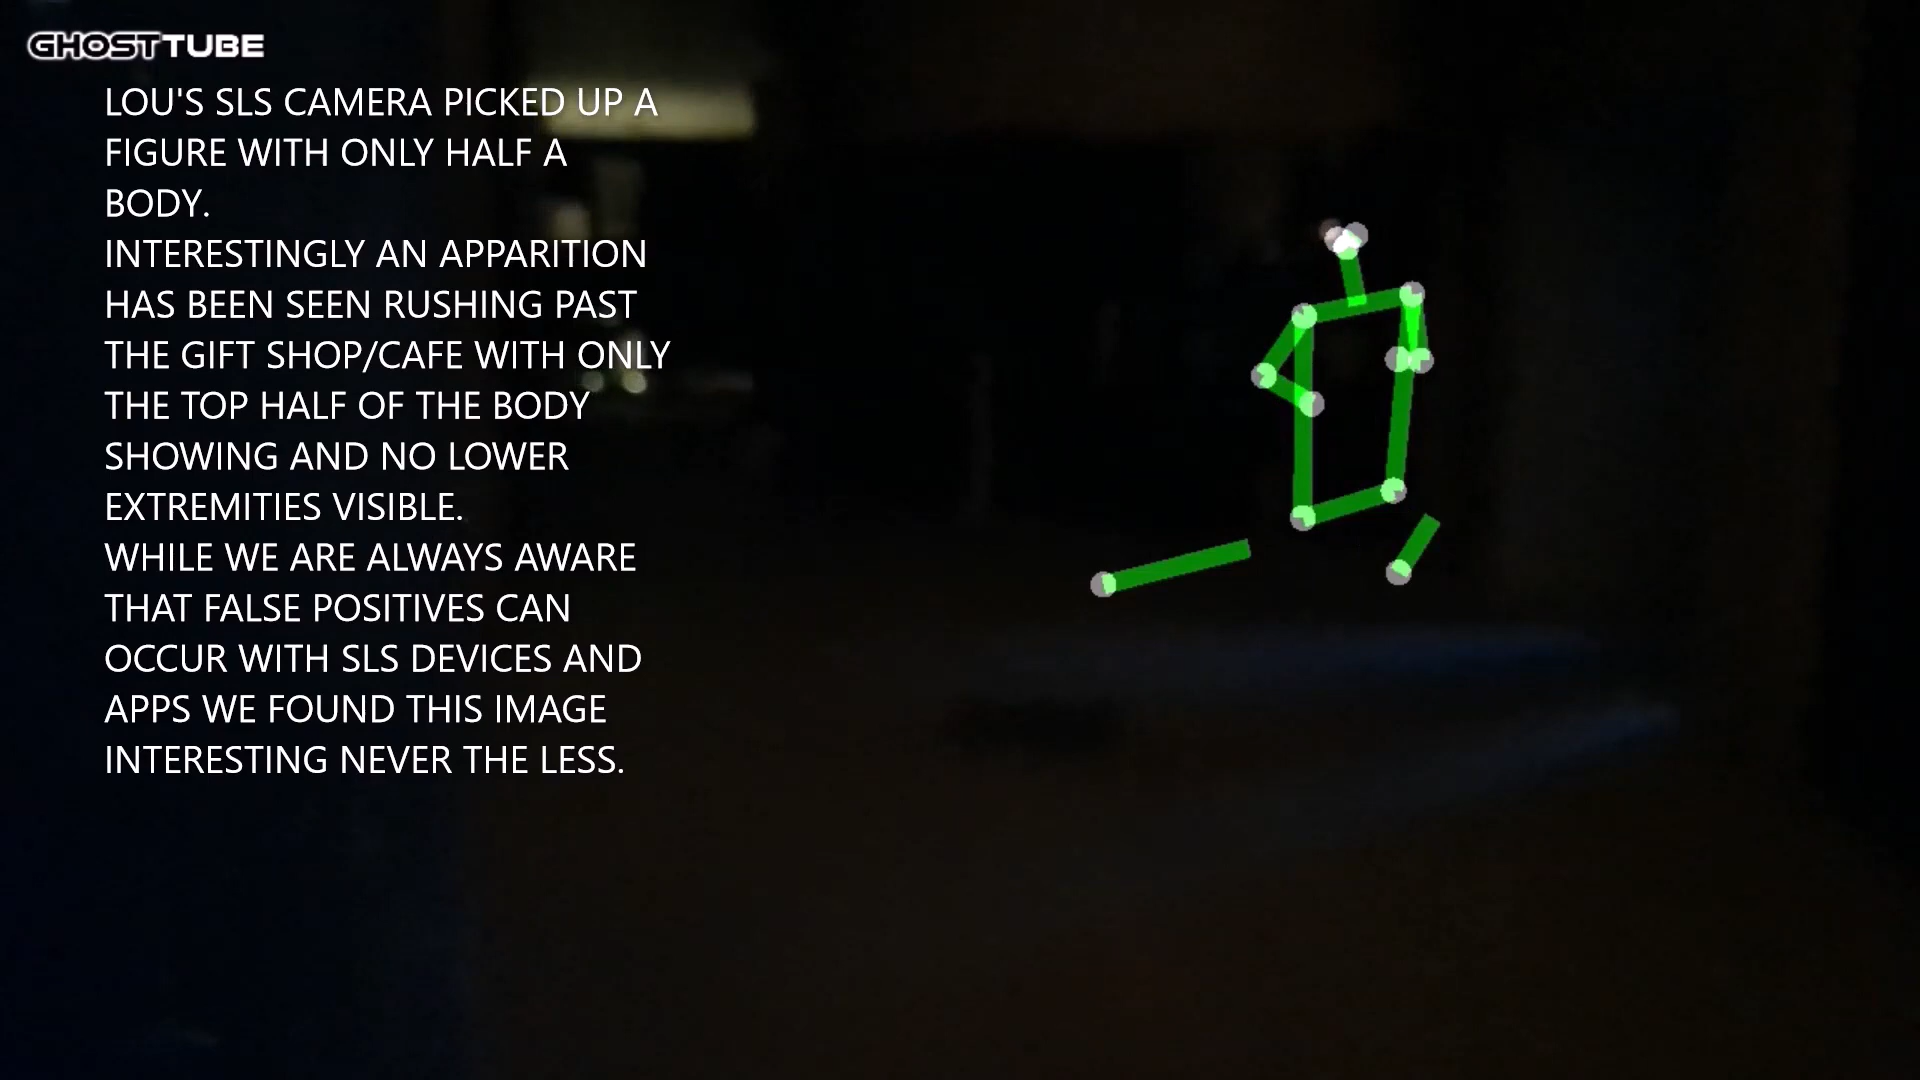 GHOSTTUBE
LOU'S SLS CAMERA PICKED UP A
FIGURE WITH ONLY HALF A
BODY.
INTERESTINGLY AN APPARITION
HAS BEEN SEEN RUSHING PAST
THE GIFT SHOP/CAFE WITH ONLY
THE TOP HALF OF THE BODY
SHOWING AND NO LOWER
EXTREMITIES VISIBLE.
WHILE WE ARE ALWAYS AWARE
THAT FALSE POSITIVES CAN
OCCUR WITH SLS DEVICES AND
APPS WE FOUND THIS IMAGE
INTERESTING NEVER THE LESS.